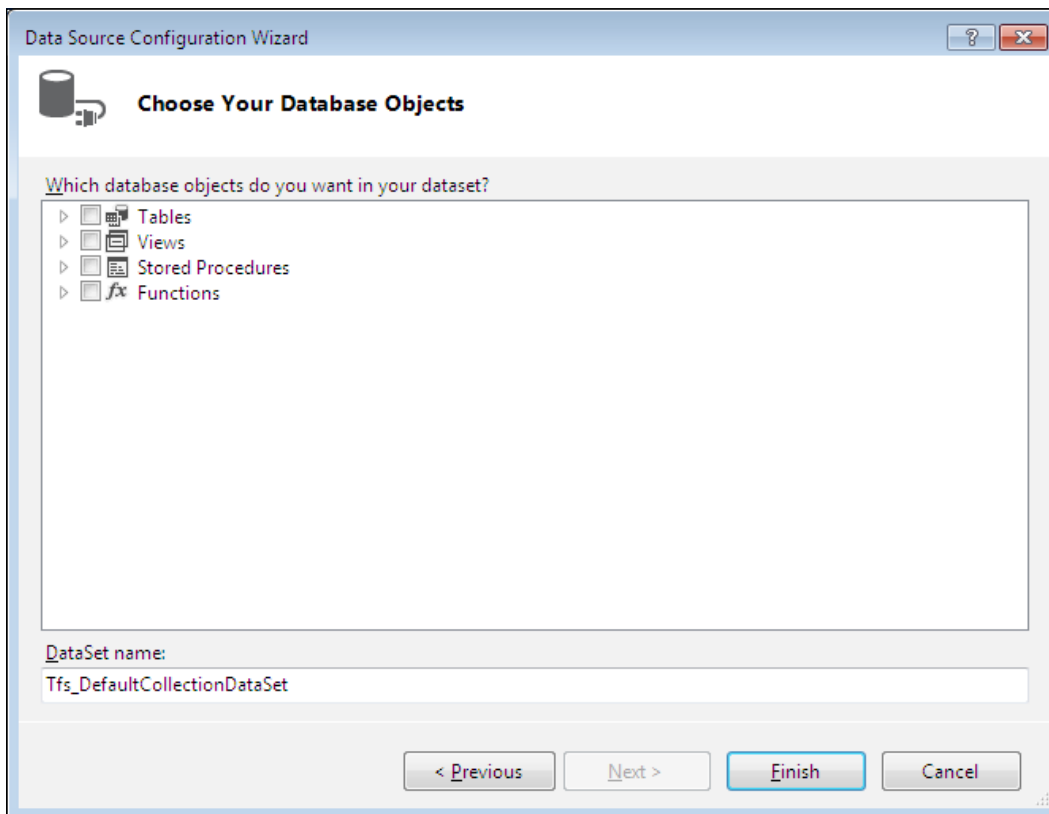 Data Source Configuration Wizard
?
Choose Your Database Objects
Which database objects do you want in your dataset?
Tables
Views
Stored Procedures
fx Functions
DataSet name:
Tfs_DefaultCollectionDataSet
< Previous Next > Finish Cancel